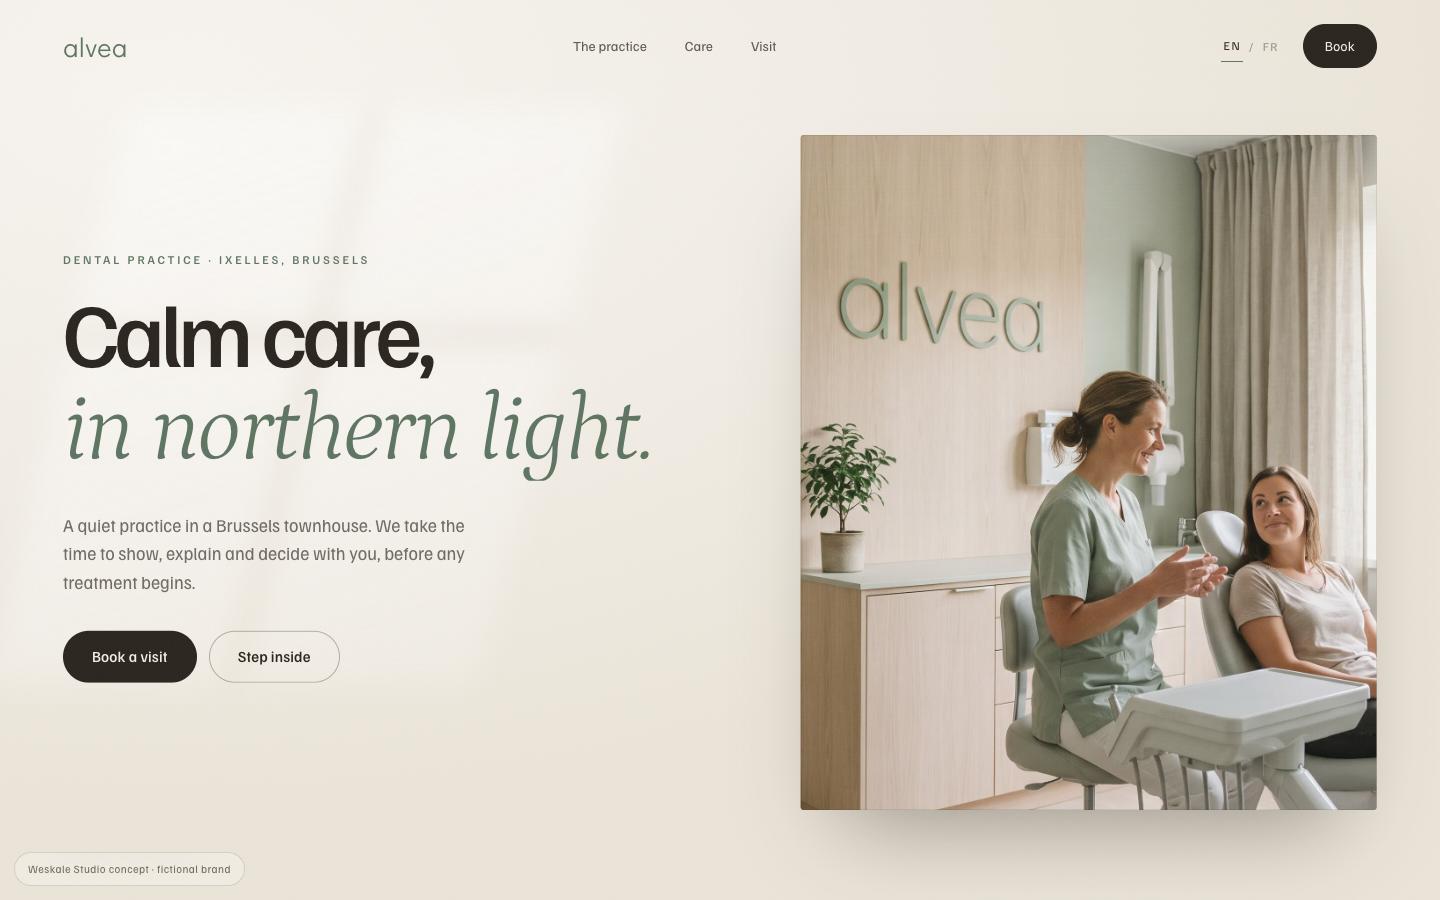 alvea
The practice
Care
Visit
EN / FR
Book
DENTAL PRACTICE · IXELLES, BRUSSELS
Calm care,
in northern light.
A quiet practice in a Brussels townhouse. We take the
time to show, explain and decide with you, before any
treatment begins.
Book a visit
Step inside
alvea
Weskale Studio concept · fictional brand